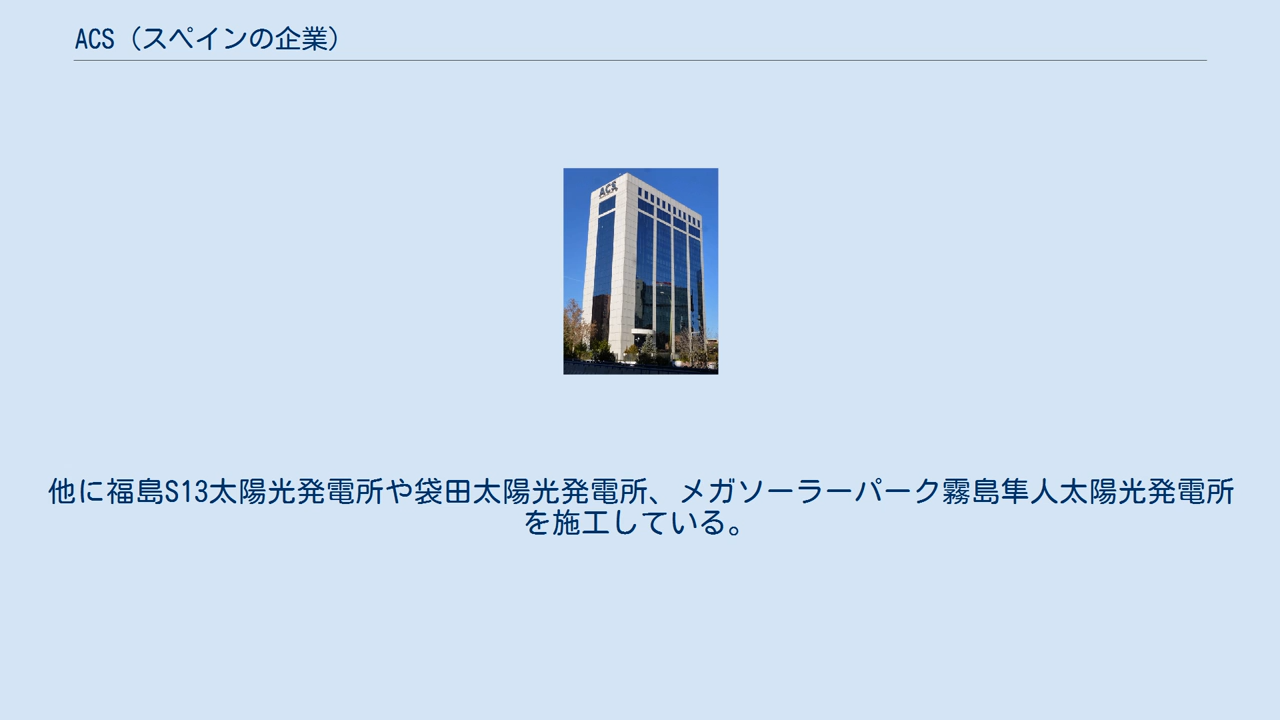 ACS（スペインの企業）
ACS
他に福島S13太陽光発電所や袋田太陽光発電所、メガソーラーパーク霧島隼人太陽光発電所
を施工している。